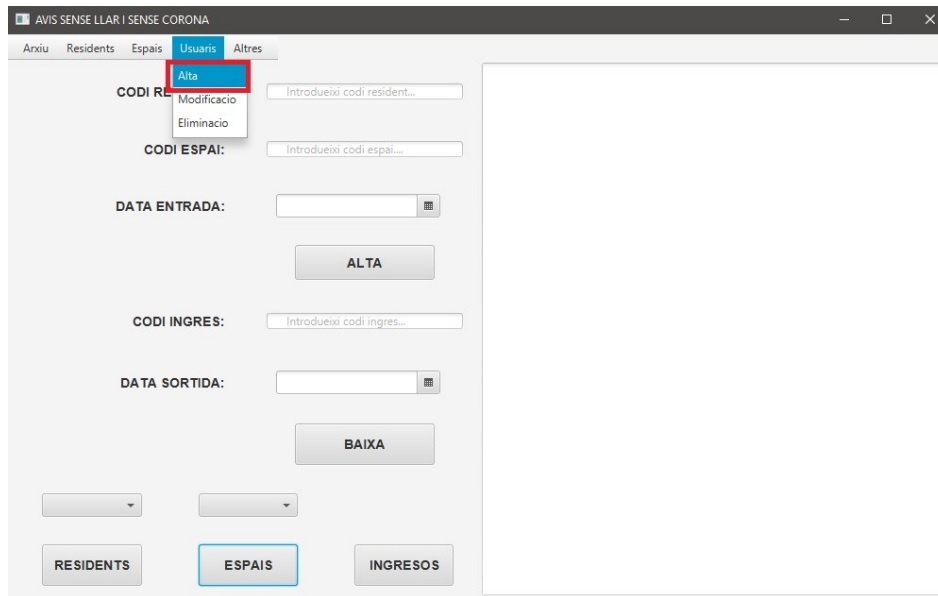 AVIS SENSE LLAR I SENSE CORONA
Arxiu Residents Espais Usuaris Altres
Alta
Modificacio
Eliminacio
CODI RE
Introdueixi codi resident...
CODI ESPAI:
Introdueixi codi espai....
DATA ENTRADA:
ALTA
CODI INGRES:
Introdueixi codi ingres...
DATA SORTIDA:
BAIXA
RESIDENTS ESPAIS INGRESOS